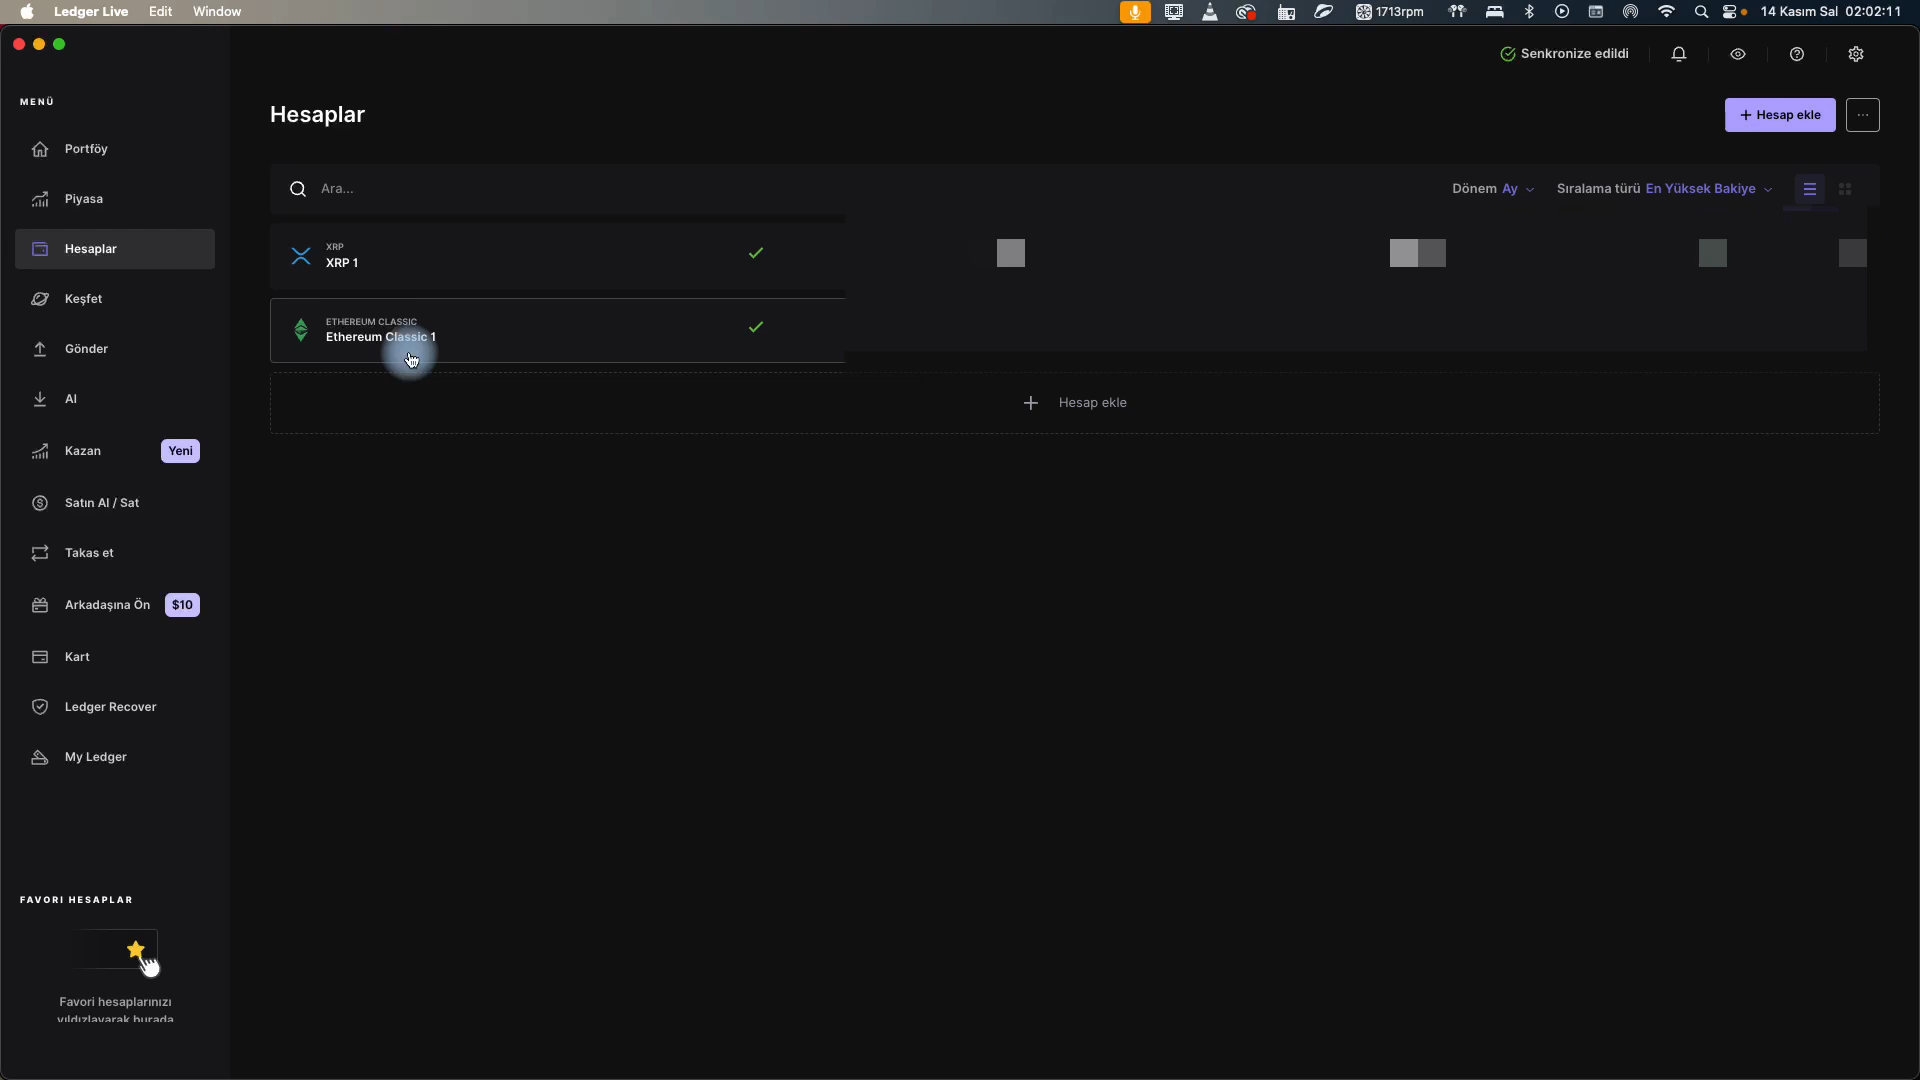 Ledger Live Edit Window
1713rpm
14 Kasım Sal 02:02:11
Senkronize edildi
MENÜ
Portföy
Piyasa
Hesaplar
Keşfet
Gönder
Al
Kazan Yeni
Satın Al / Sat
Takas et
Arkadaşına Ön $10
Kart
Ledger Recover
My Ledger
FAVORİ HESAPLAR
Favori hesaplarınızı
yıldızlayarak burada
Hesaplar
+ Hesap ekle
Ara...
Dönem Ay
Sıralama türü En Yüksek Bakiye
XRP
XRP 1
ETHEREUM CLASSIC
Ethereum Classic 1
+ Hesap ekle